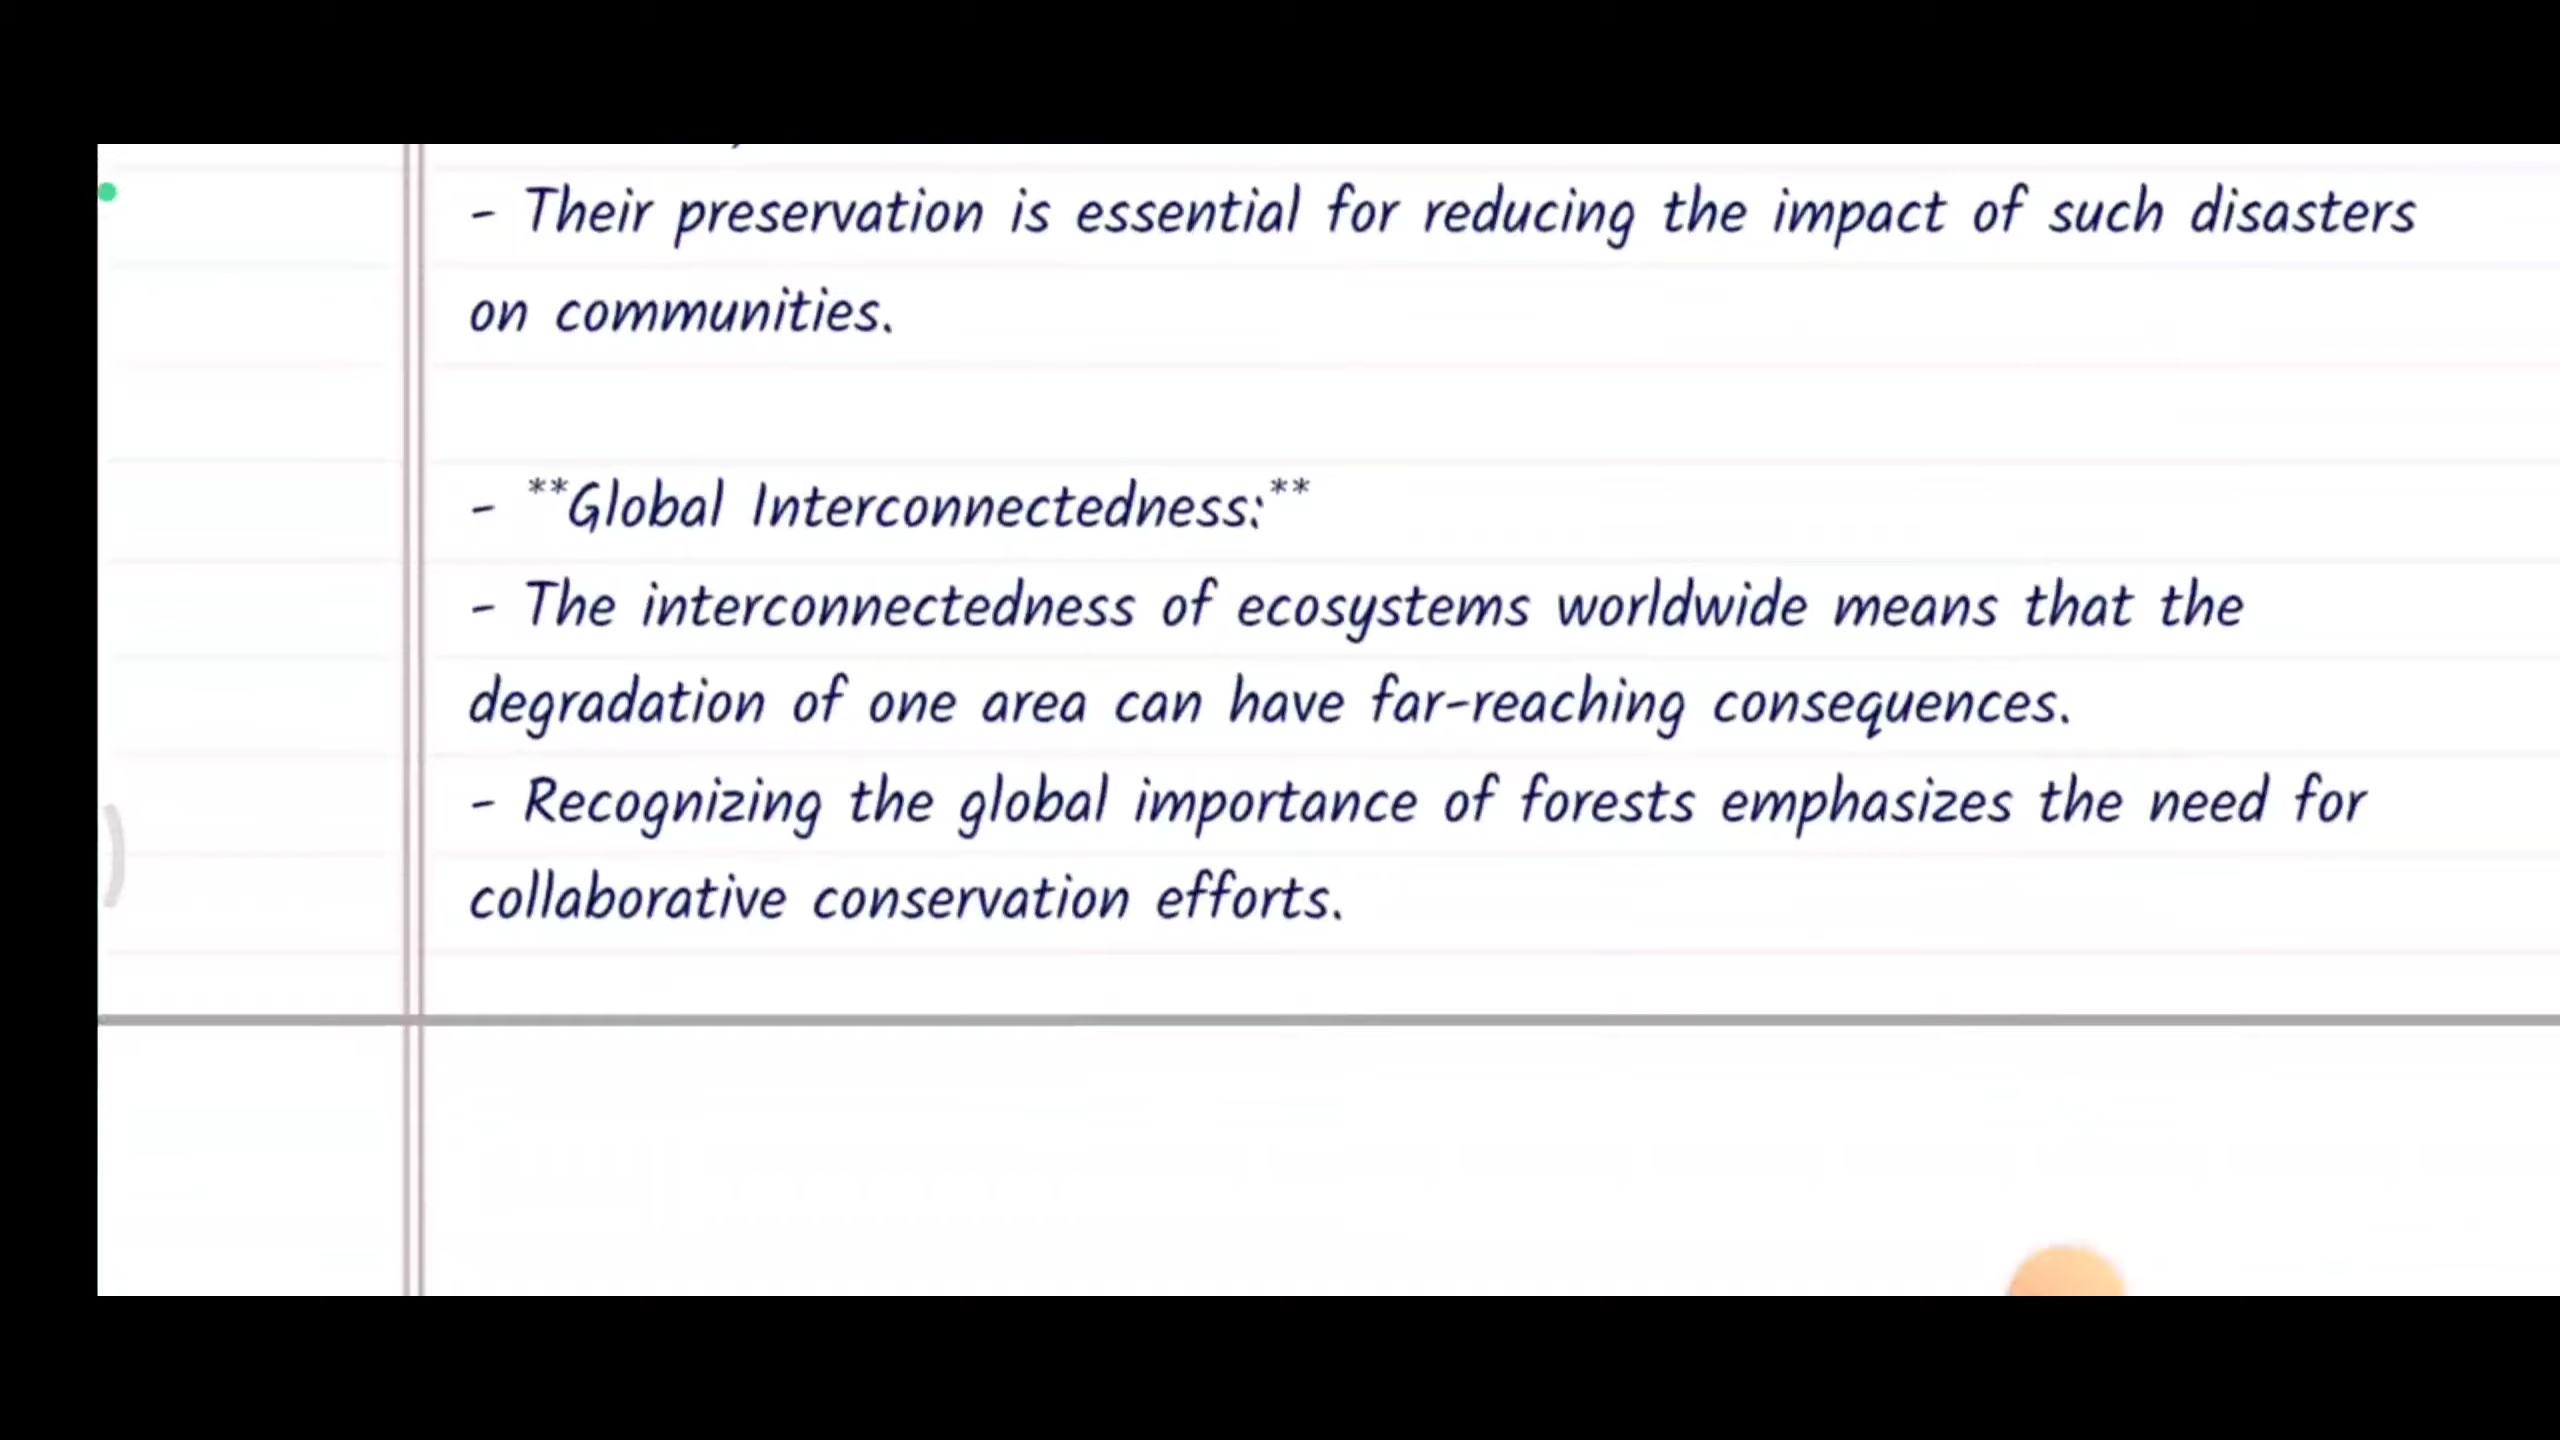 - Their preservation is essential for reducing the impact of such disasters
on communities.
- **Global Interconnectedness:**
- The interconnectedness of ecosystems worldwide means that the
degradation of one area can have far-reaching consequences.
- Recognizing the global importance of forests emphasizes the need for
collaborative conservation efforts.